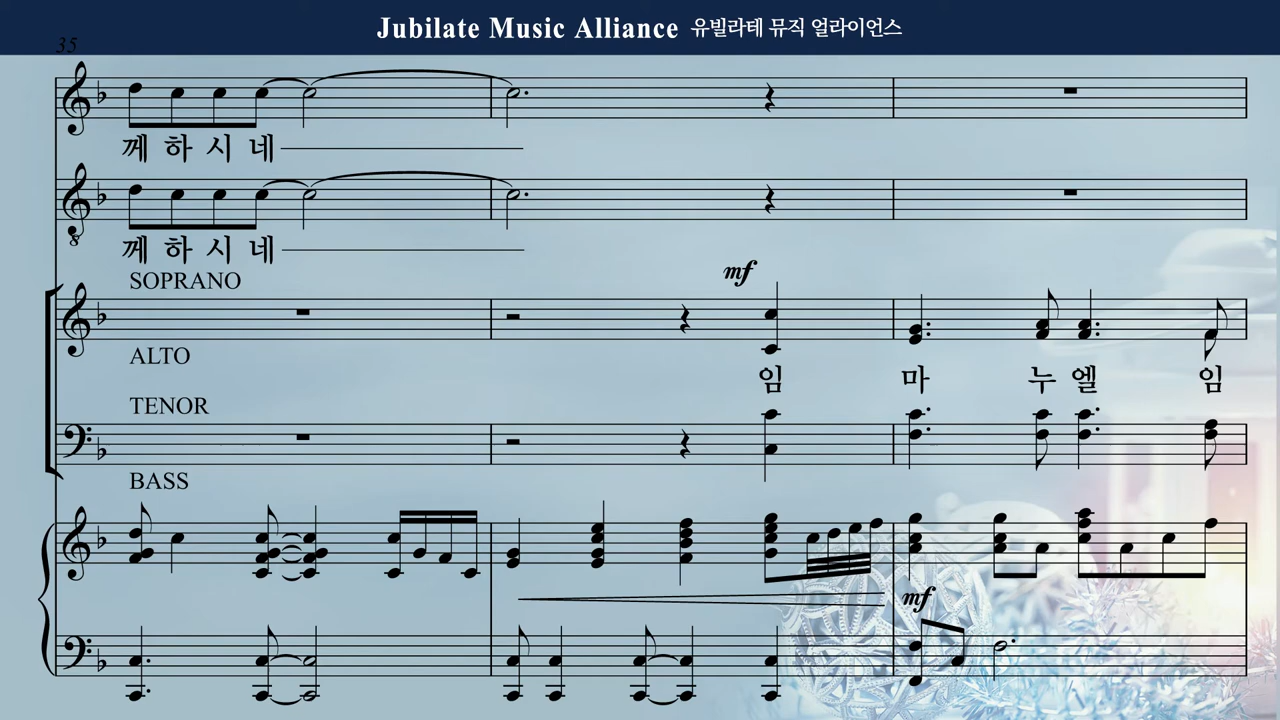 Jubilate Music Alliance 유빌라테 뮤직 얼라이언스
35
께 하 시 네
께 하 시 네
mf
SOPRANO
ALTO
임 마 누 엘 임
TENOR
BASS
mf